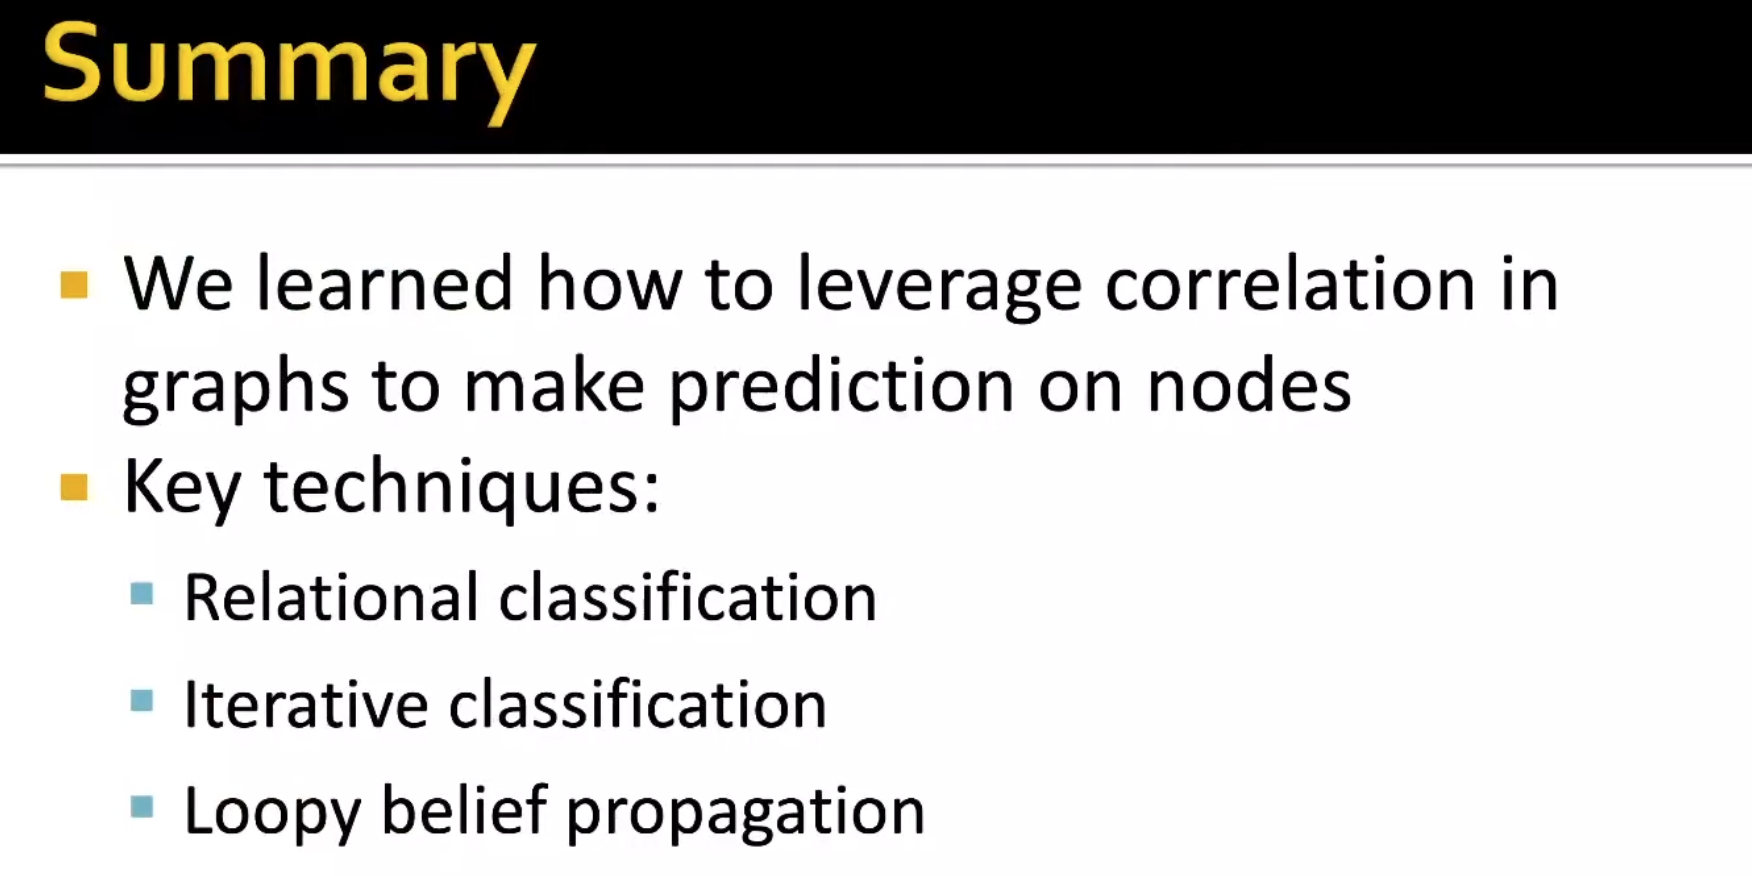 Summary
We learned how to leverage correlation in
graphs to make prediction on nodes
Key techniques:
Relational classification
Iterative classification
Loopy belief propagation